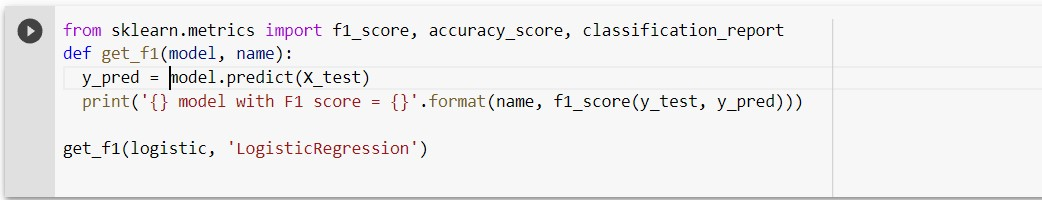 from sklearn.metrics import f1_score, accuracy_score, classification_report
def get_f1(model, name):
  y_pred = model.predict(X_test)
  print('{} model with F1 score = {}'.format(name, f1_score(y_test, y_pred)))

get_f1(logistic, 'LogisticRegression')